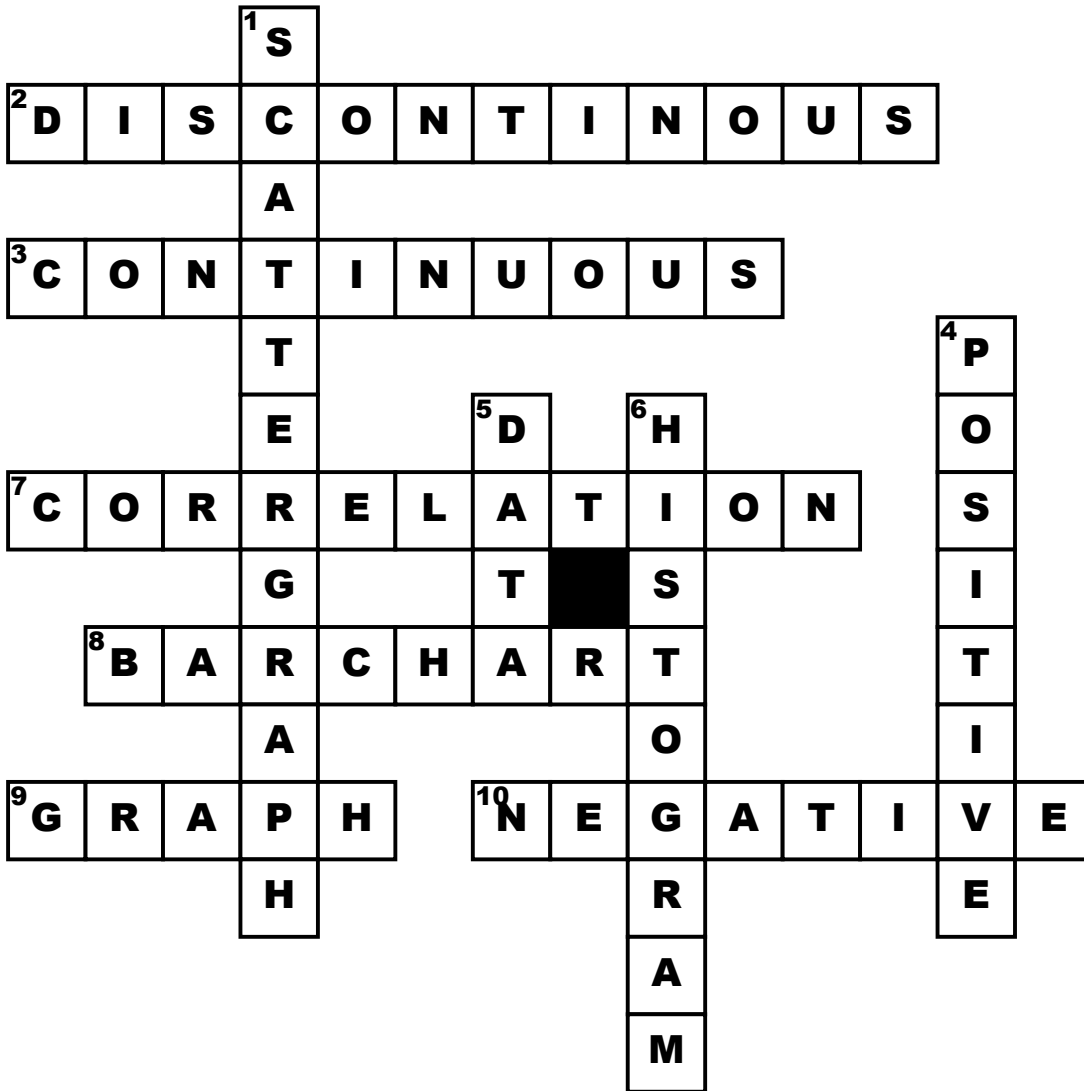 1 S
2 D I S C O N T I N O U S
A
3 C O N T I N U O U S
T 4 P
E 5 D 6 H O
7 C O R R E L A T I O N S
G T S I
8 B A R C H A R T T
A O I
9 G R A P H 10 N E G A T I V E
H R E
A
M